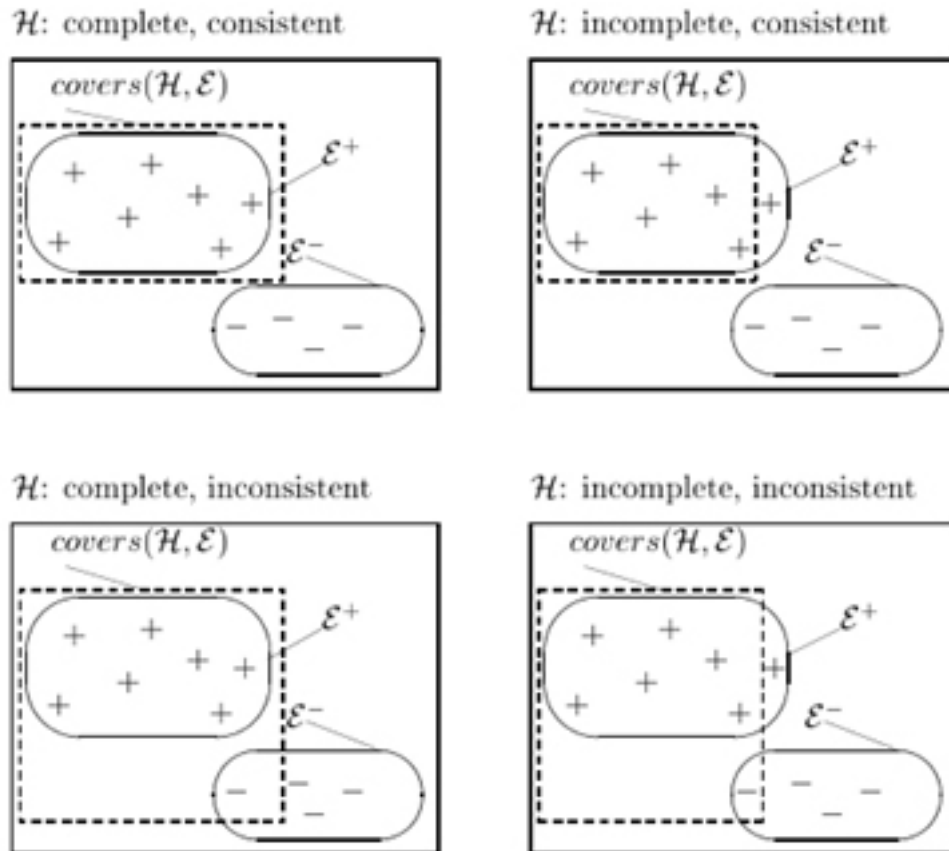 ℋ: complete, consistent
covers(ℋ, ℰ)
ℰ⁺
ℰ⁻
ℋ: incomplete, consistent
covers(ℋ, ℰ)
ℰ⁺
ℰ⁻
ℋ: complete, inconsistent
covers(ℋ, ℰ)
ℰ⁺
ℰ⁻
ℋ: incomplete, inconsistent
covers(ℋ, ℰ)
ℰ⁺
ℰ⁻